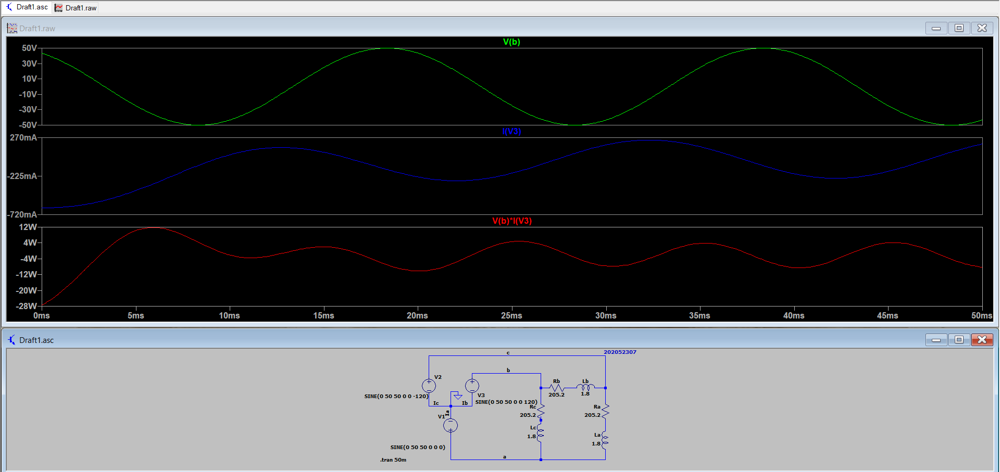 Draft1.asc Draft1.raw
Draft1.raw
V(b)
50V
30V
10V
-10V
-30V
-50V
I(V3)
270mA
-225mA
-720mA
V(b)*I(V3)
12W
4W
-4W
-12W
-20W
-28W
0ms 5ms 10ms 15ms 20ms 25ms 30ms 35ms 40ms 45ms 50ms
Draft1.asc
c 202052307
b
V2
Rb Lb
205.2 1.8
V3
SINE(0 50 50 0 0 -120)
Ic Ib SINE(0 50 50 0 0 120)
Rc Ra
205.2 205.2
V1 Ia
Lc
1.8
La
1.8
SINE(0 50 50 0 0 0)
a
.tran 50m